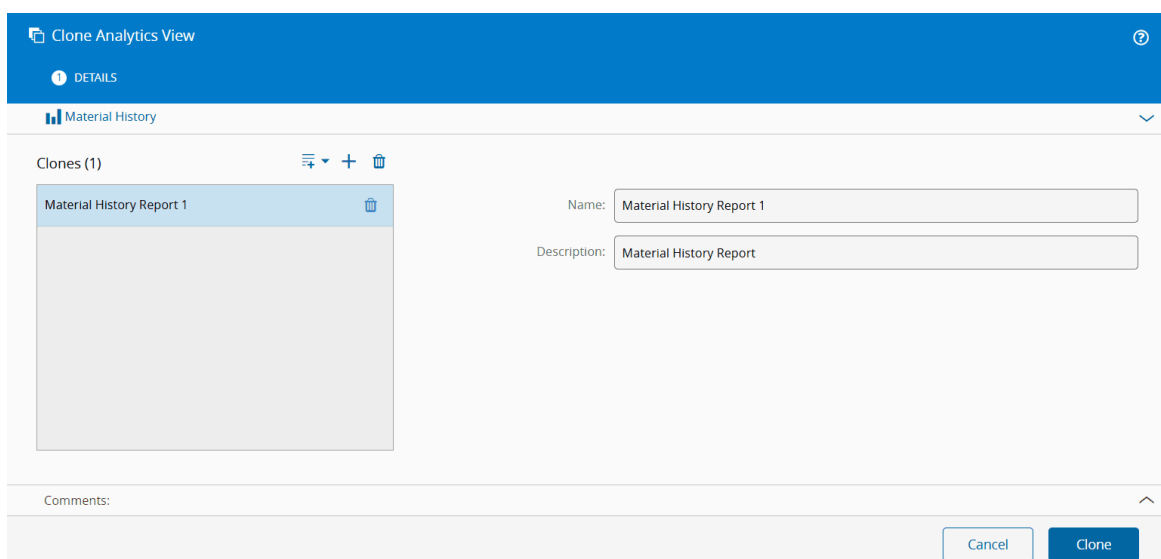 Clone Analytics View
1 DETAILS
Material History
Clones (1)
Material History Report 1
Name: Material History Report 1
Description: Material History Report
Comments:
Cancel Clone